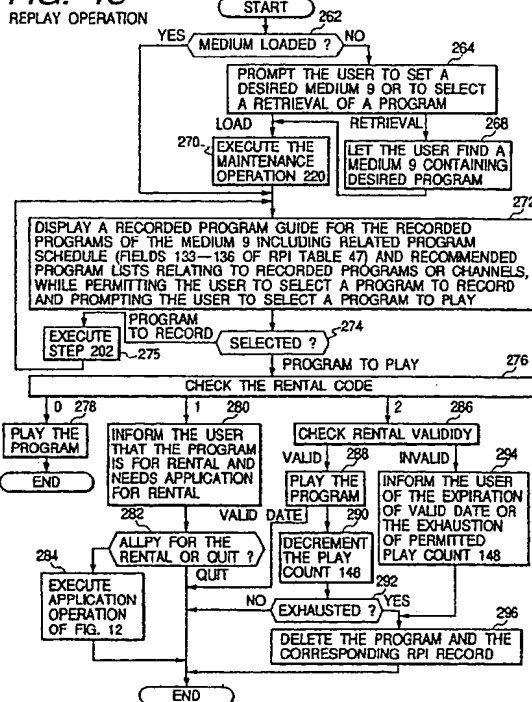 REPLAY OPERATION
START
262
YES
MEDIUM LOADED ?
NO
264
PROMPT THE USER TO SET A
DESIRED MEDIUM 9 OR TO SELECT
A RETRIEVAL OF A PROGRAM
LOAD
RETRIEVAL
268
270
EXECUTE THE
MAINTENANCE
OPERATION 220
LET THE USER FIND A
MEDIUM 9 CONTAINING
DESIRED PROGRAM
272
DISPLAY A RECORDED PROGRAM GUIDE FOR THE RECORDED
PROGRAMS OF THE MEDIUM 9 INCLUDING RELATED PROGRAM
SCHEDULE (FIELDS 133—136 OF RPI TABLE 47) AND RECOMMENDED
PROGRAM LISTS RELATING TO RECORDED PROGRAMS OR CHANNELS,
WHILE PERMITTING THE USER TO SELECT A PROGRAM TO RECORD
AND PROMPTING THE USER TO SELECT A PROGRAM TO PLAY
PROGRAM
TO RECORD
274
EXECUTE
STEP 202
275
SELECTED ?
PROGRAM TO PLAY
276
CHECK THE RENTAL CODE
0
278
1
280
2
286
PLAY THE
PROGRAM
END
INFORM THE USER
THAT THE PROGRAM
IS FOR RENTAL AND
NEEDS APPLICATION
FOR RENTAL
CHECK RENTAL VALIDIDY
VALID
288
INVALID
294
PLAY THE
PROGRAM
INFORM THE USER
OF THE EXPIRATION
OF VALID DATE OR
THE EXHAUSTION
OF PERMITTED
PLAY COUNT 148
282
VALID DATE
290
ALLPY FOR THE
RENTAL OR QUIT ?
DECREMENT
THE PLAY
COUNT 148
284
QUIT
292
EXECUTE
APPLICATION
OPERATION
OF FIG. 12
NO
EXHAUSTED ?
YES
296
DELETE THE PROGRAM AND THE
CORRESPONDING RPI RECORD
END